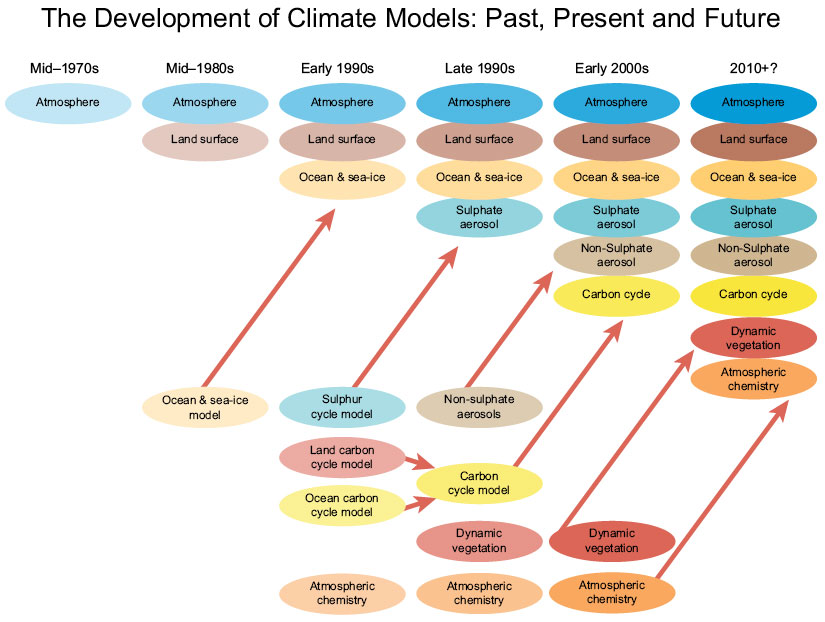 The Development of Climate Models: Past, Present and Future
Mid–1970s
Mid–1980s
Early 1990s
Late 1990s
Early 2000s
2010+?
Atmosphere
Atmosphere
Atmosphere
Atmosphere
Atmosphere
Atmosphere
Land surface
Land surface
Land surface
Land surface
Land surface
Ocean & sea-ice
Ocean & sea-ice
Ocean & sea-ice
Ocean & sea-ice
Sulphate
aerosol
Sulphate
aerosol
Sulphate
aerosol
Non-Sulphate
aerosol
Non-Sulphate
aerosol
Carbon cycle
Carbon cycle
Dynamic
vegetation
Atmospheric
chemistry
Ocean & sea-ice
model
Sulphur
cycle model
Non-sulphate
aerosols
Land carbon
cycle model
Carbon
cycle model
Ocean carbon
cycle model
Dynamic
vegetation
Dynamic
vegetation
Atmospheric
chemistry
Atmospheric
chemistry
Atmospheric
chemistry